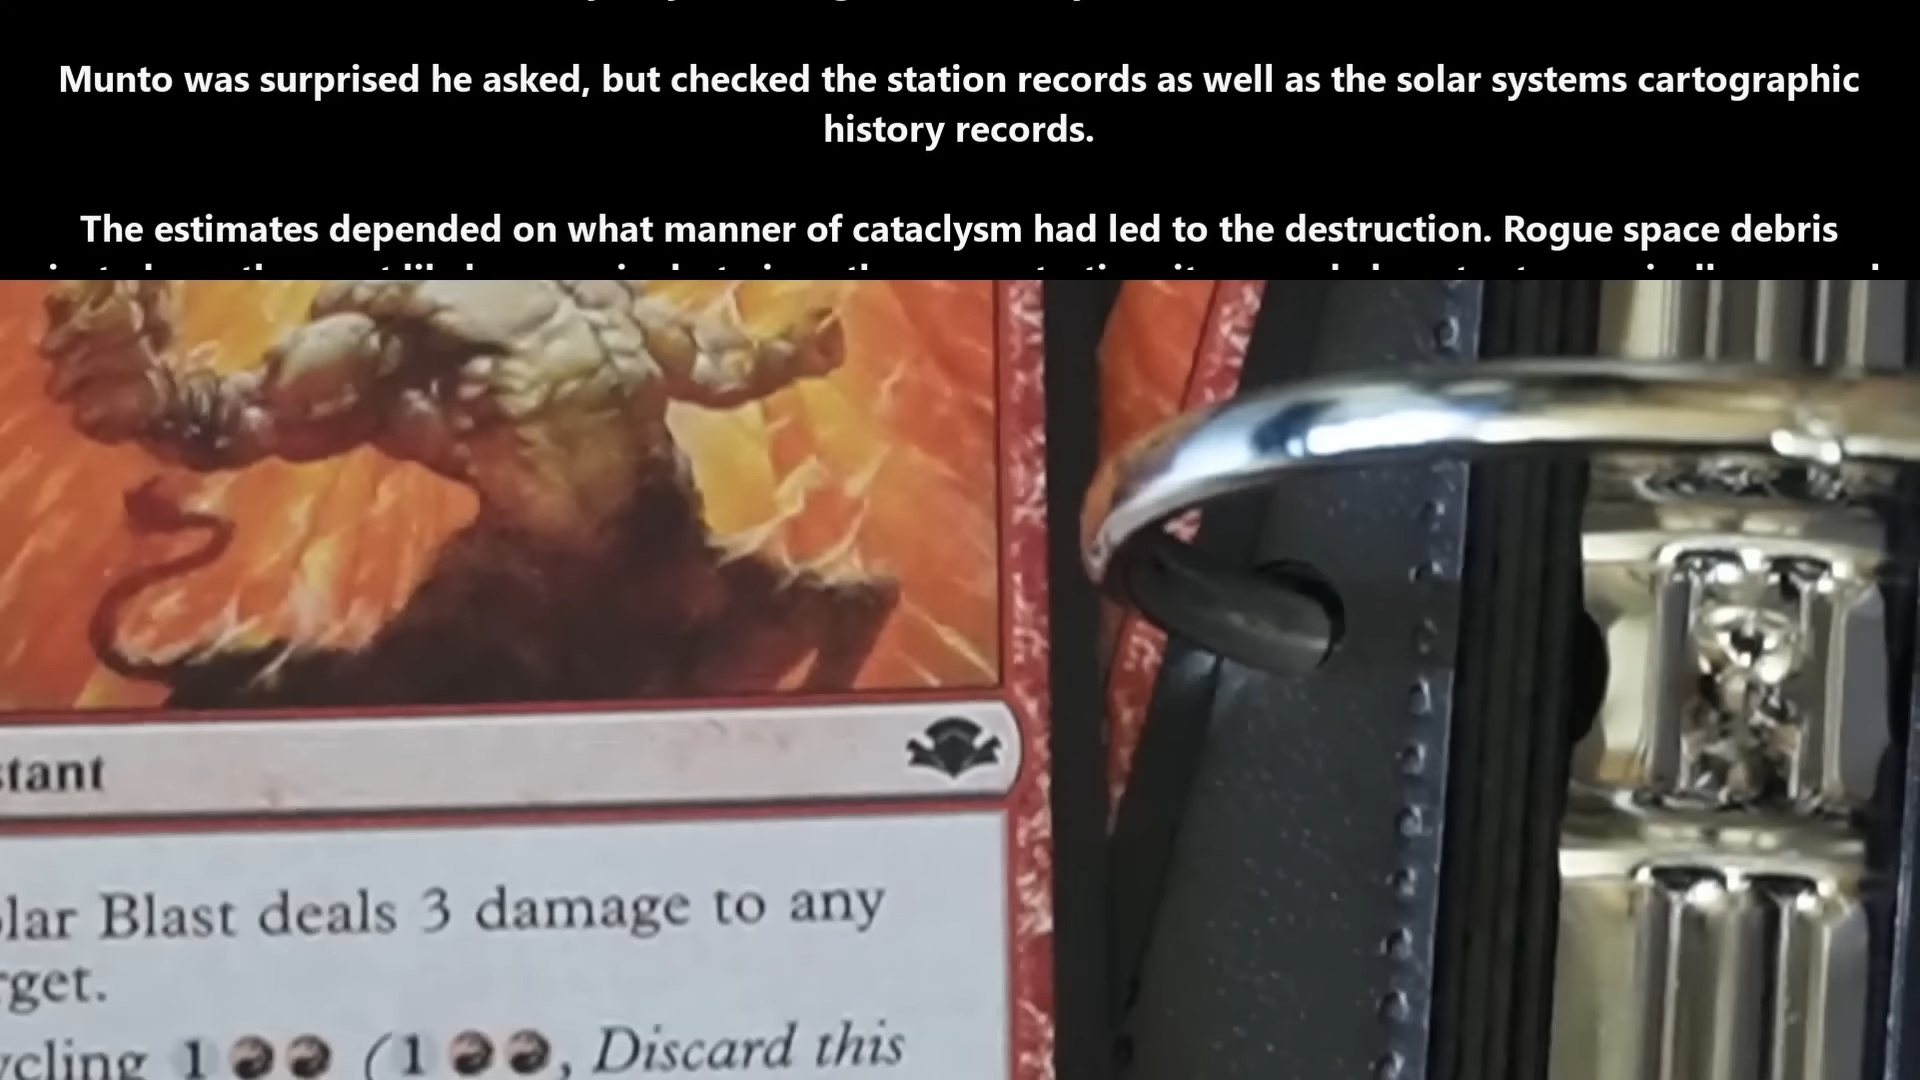 Munto was surprised he asked, but checked the station records as well as the solar systems cartographic
history records.
The estimates depended on what manner of cataclysm had led to the destruction. Rogue space debris
stant
olar Blast deals 3 damage to any
rget.
ycling 1 (1 , Discard this